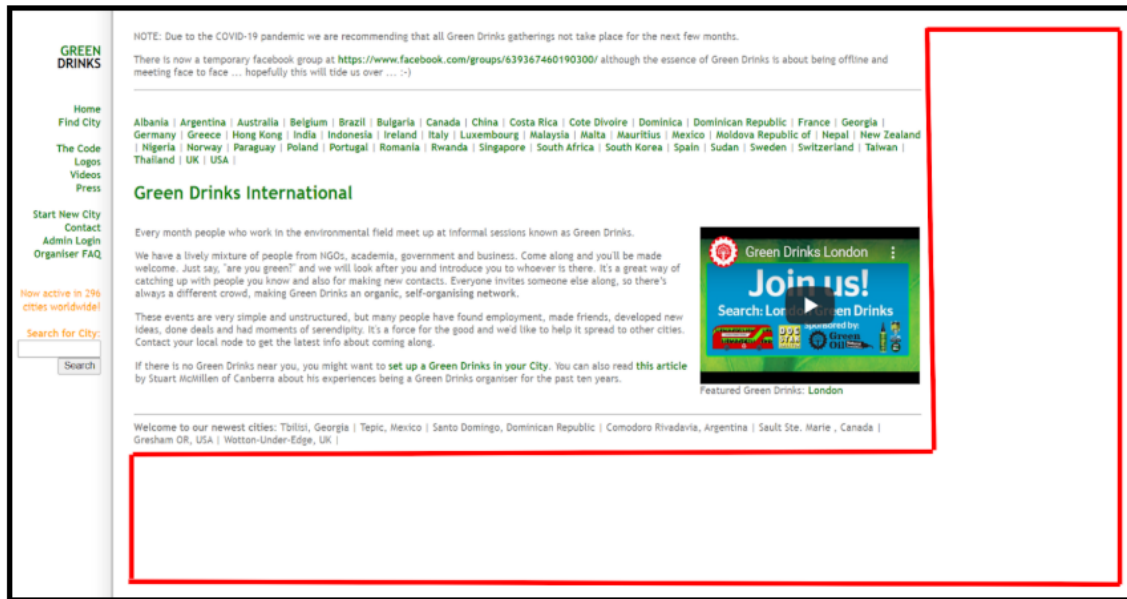 GREEN
DRINKS
Home
Find City
The Code
Logos
Videos
Press
Start New City
Contact
Admin Login
Organiser FAQ
Now active in 296
cities worldwide!
Search for City:
Search
NOTE: Due to the COVID-19 pandemic we are recommending that all Green Drinks gatherings not take place for the next few months.
There is now a temporary facebook group at https://www.facebook.com/groups/639367460190300/ although the essence of Green Drinks is about being offline and
meeting face to face ... hopefully this will tide us over ... :-)
Albania | Argentina | Australia | Belgium | Brazil | Bulgaria | Canada | China | Costa Rica | Cote Divoire | Dominica | Dominican Republic | France | Georgia |
Germany | Greece | Hong Kong | India | Indonesia | Ireland | Italy | Luxembourg | Malaysia | Malta | Mauritius | Mexico | Moldova Republic of | Nepal | New Zealand
| Nigeria | Norway | Paraguay | Poland | Portugal | Romania | Rwanda | Singapore | South Africa | South Korea | Spain | Sudan | Sweden | Switzerland | Taiwan |
Thailand | UK | USA |
Green Drinks International
Every month people who work in the environmental field meet up at informal sessions known as Green Drinks.
We have a lively mixture of people from NGOs, academia, government and business. Come along and you'll be made
welcome. Just say, "are you green?" and we will look after you and introduce you to whoever is there. It's a great way of
catching up with people you know and also for making new contacts. Everyone invites someone else along, so there's
always a different crowd, making Green Drinks an organic, self-organising network.
These events are very simple and unstructured, but many people have found employment, made friends, developed new
ideas, done deals and had moments of serendipity. It's a force for the good and we'd like to help it spread to other cities.
Contact your local node to get the latest info about coming along.
If there is no Green Drinks near you, you might want to set up a Green Drinks in your City. You can also read this article
by Stuart McMillen of Canberra about his experiences being a Green Drinks organiser for the past ten years.
Green Drinks London
Join us!
Search: London Green Drinks
Sponsored by:
Green
Oil
Featured Green Drinks: London
Welcome to our newest cities: Tbilisi, Georgia | Tepic, Mexico | Santo Domingo, Dominican Republic | Comodoro Rivadavia, Argentina | Sault Ste. Marie , Canada |
Gresham OR, USA | Wotton-Under-Edge, UK |